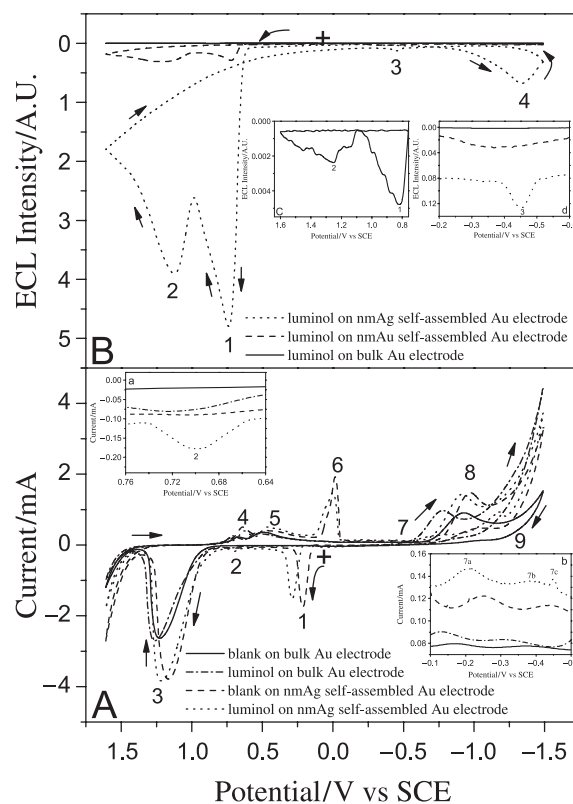 0
1
2
3
4
5
ECL Intensity/A.U.
+
3
4
2
1
B
0.000
0.002
0.004
ECL Intensity/A.U.
2
1
C
1.6
1.4
1.2
1.0
0.8
Potential/V vs SCE
0.00
0.04
0.08
0.12
ECL Intensity/A.U.
3
d
-0.2
-0.3
-0.4
-0.5
-0.6
Potential/V vs SCE
luminol on nmAg self-assembled Au electrode
luminol on nmAu self-assembled Au electrode
luminol on bulk Au electrode
a
0.00
-0.05
-0.10
-0.15
-0.20
Current/mA
2
0.76
0.72
0.68
0.64
Potential/V vs SCE
4
2
0
-2
-4
Current/mA
6
8
4
5
7
9
2
+
1
3
A
0.16
0.14
0.12
0.10
0.08
Current/mA
7a
7b
7c
b
-0.1
-0.2
-0.3
-0.4
Potential/V vs SCE
blank on bulk Au electrode
luminol on bulk Au electrode
blank on nmAg self-assembled Au electrode
luminol on nmAg self-assembled Au electrode
1.5
1.0
0.5
0.0
-0.5
-1.0
-1.5
Potential/V vs SCE